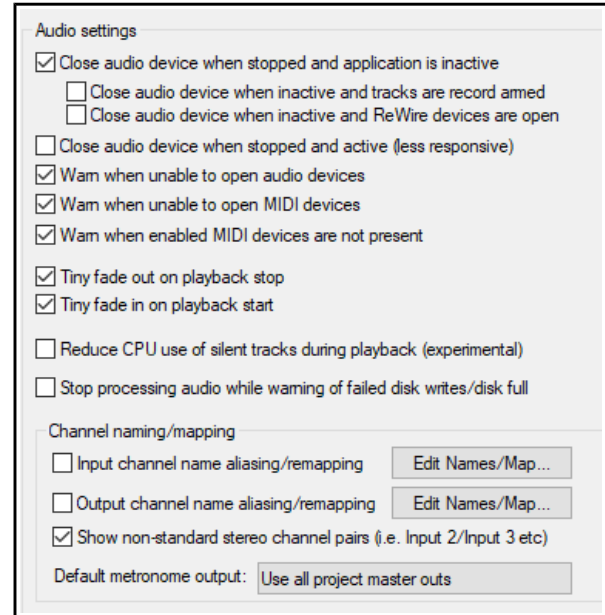 Audio settings
Close audio device when stopped and application is inactive
Close audio device when inactive and tracks are record armed
Close audio device when inactive and ReWire devices are open
Close audio device when stopped and active (less responsive)
Warn when unable to open audio devices
Warn when unable to open MIDI devices
Warn when enabled MIDI devices are not present
Tiny fade out on playback stop
Tiny fade in on playback start
Reduce CPU use of silent tracks during playback (experimental)
Stop processing audio while warning of failed disk writes/disk full
Channel naming/mapping
Input channel name aliasing/remapping Edit Names/Map...
Output channel name aliasing/remapping Edit Names/Map...
Show non-standard stereo channel pairs (i.e. Input 2/Input 3 etc)
Default metronome output: Use all project master outs